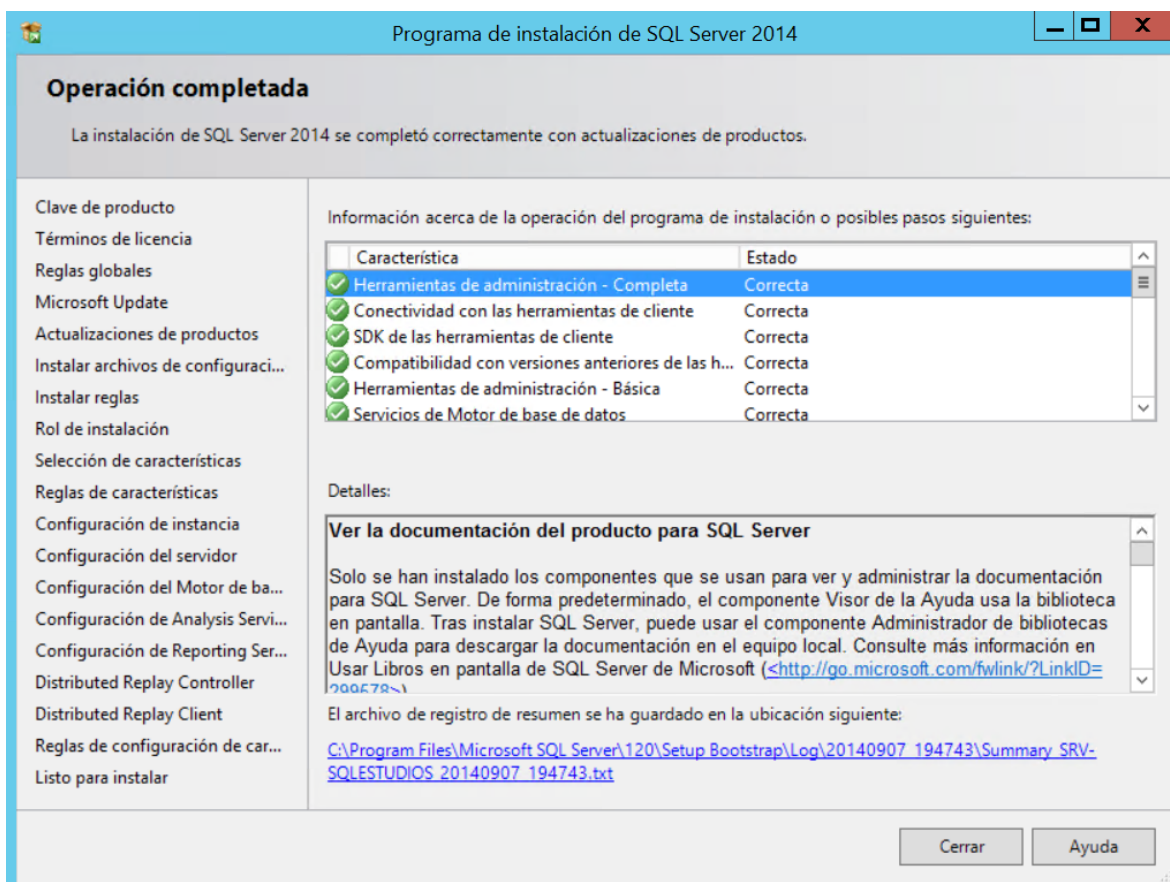 Programa de instalación de SQL Server 2014
Operación completada
La instalación de SQL Server 2014 se completó correctamente con actualizaciones de productos.
Clave de producto
Términos de licencia
Reglas globales
Microsoft Update
Actualizaciones de productos
Instalar archivos de configuraci...
Instalar reglas
Rol de instalación
Selección de características
Reglas de características
Configuración de instancia
Configuración del servidor
Configuración del Motor de ba...
Configuración de Analysis Servi...
Configuración de Reporting Ser...
Distributed Replay Controller
Distributed Replay Client
Reglas de configuración de car...
Listo para instalar
Información acerca de la operación del programa de instalación o posibles pasos siguientes:
Característica Estado
Herramientas de administración - Completa Correcta
Conectividad con las herramientas de cliente Correcta
SDK de las herramientas de cliente Correcta
Compatibilidad con versiones anteriores de las h... Correcta
Herramientas de administración - Básica Correcta
Servicios de Motor de base de datos Correcta
Detalles:
Ver la documentación del producto para SQL Server
Solo se han instalado los componentes que se usan para ver y administrar la documentación
para SQL Server. De forma predeterminado, el componente Visor de la Ayuda usa la biblioteca
en pantalla. Tras instalar SQL Server, puede usar el componente Administrador de bibliotecas
de Ayuda para descargar la documentación en el equipo local. Consulte más información en
Usar Libros en pantalla de SQL Server de Microsoft (<http://go.microsoft.com/fwlink/?LinkID=
299578>)
El archivo de registro de resumen se ha guardado en la ubicación siguiente:
C:\Program Files\Microsoft SQL Server\120\Setup Bootstrap\Log\20140907_194743\Summary_SRV-
SQLESTUDIOS_20140907_194743.txt
Cerrar
Ayuda